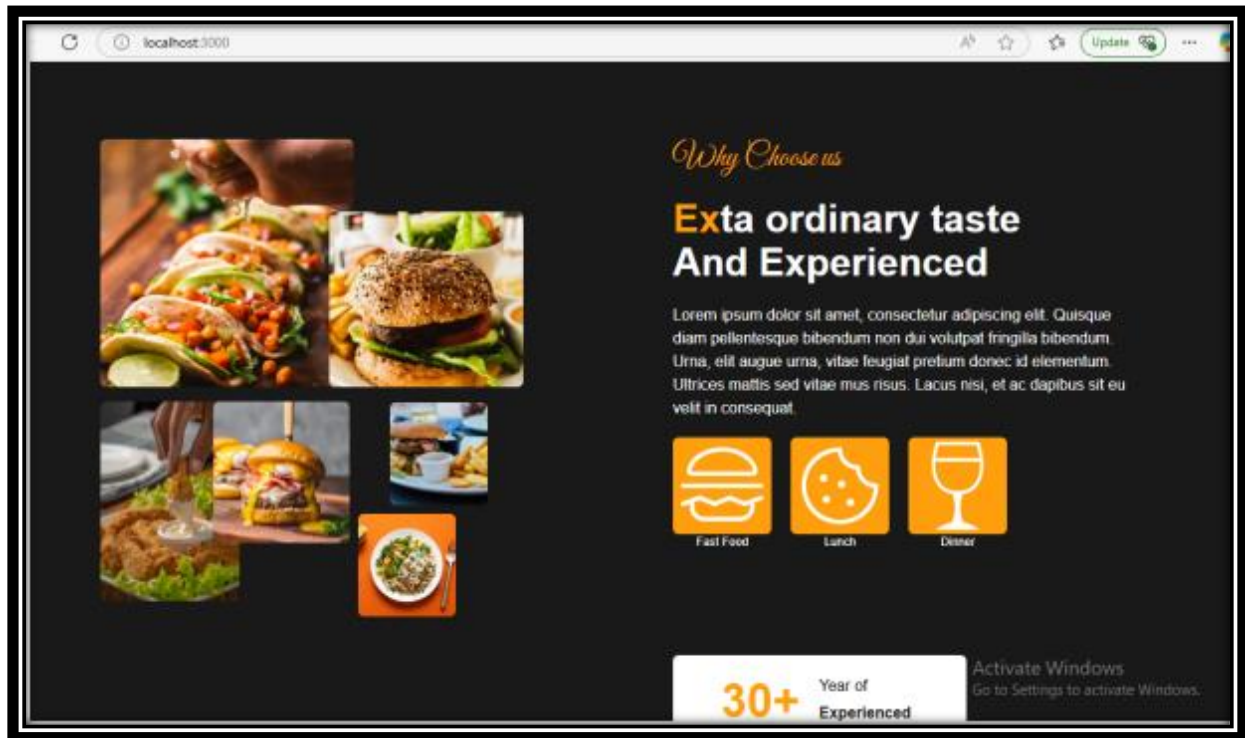 localhost:3000
Update
Why Choose us
Exta ordinary taste
And Experienced
Lorem ipsum dolor sit amet, consectetur adipiscing elit. Quisque
diam pellentesque bibendum non dui volutpat fringilla bibendum.
Urna, elit augue urna, vitae feugiat pretium donec id elementum.
Ultrices mattis sed vitae mus risus. Lacus nisi, et ac dapibus sit eu
velit in consequat.
Fast Food
Lunch
Dinner
30+
Year of
Experienced
Activate Windows
Go to Settings to activate Windows.